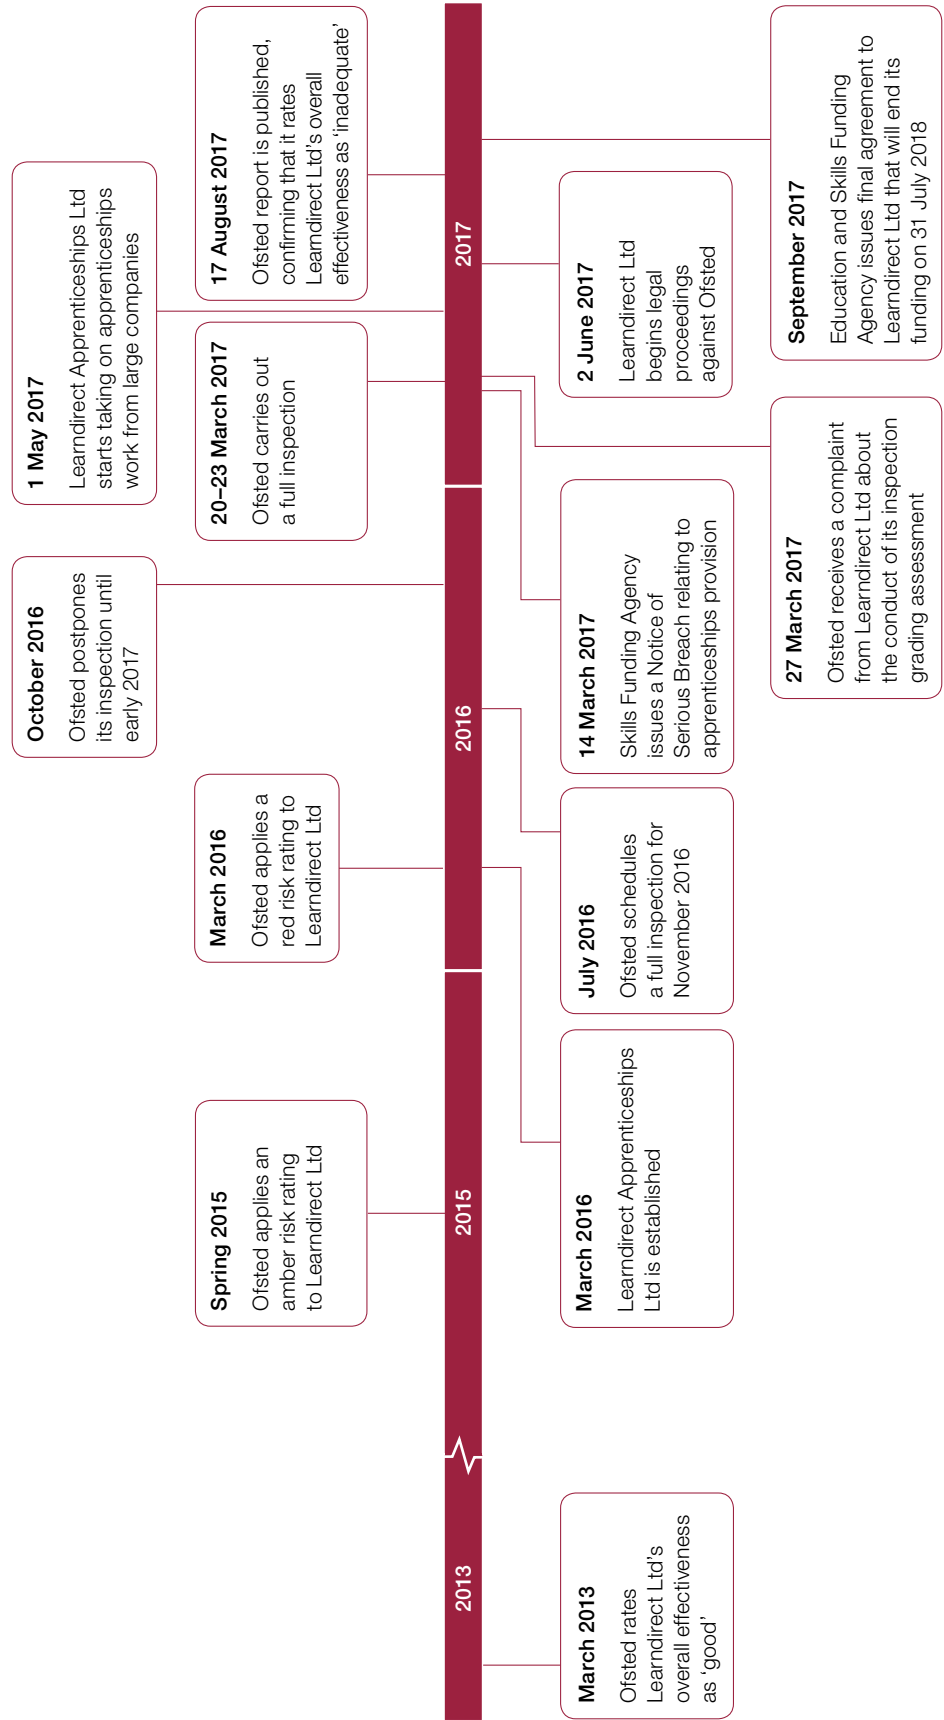 1 May 2017
Learndirect Apprenticeships Ltd
starts taking on apprenticeships
work from large companies
October 2016
Ofsted postpones
its inspection until
early 2017
Spring 2015
Ofsted applies an
amber risk rating
to Learndirect Ltd
March 2016
Ofsted applies a
red risk rating to
Learndirect Ltd
20–23 March 2017
Ofsted carries out
a full inspection
17 August 2017
Ofsted report is published,
confirming that it rates
Learndirect Ltd’s overall
effectiveness as ‘inadequate’
2013
2015
2016
2017
March 2013
Ofsted rates
Learndirect Ltd’s
overall effectiveness
as ‘good’
March 2016
Learndirect Apprenticeships
Ltd is established
July 2016
Ofsted schedules
a full inspection for
November 2016
14 March 2017
Skills Funding Agency
issues a Notice of
Serious Breach relating to
apprenticeships provision
2 June 2017
Learndirect Ltd
begins legal
proceedings
against Ofsted
27 March 2017
Ofsted receives a complaint
from Learndirect Ltd about
the conduct of its inspection
grading assessment
September 2017
Education and Skills Funding
Agency issues final agreement to
Learndirect Ltd that will end its
funding on 31 July 2018